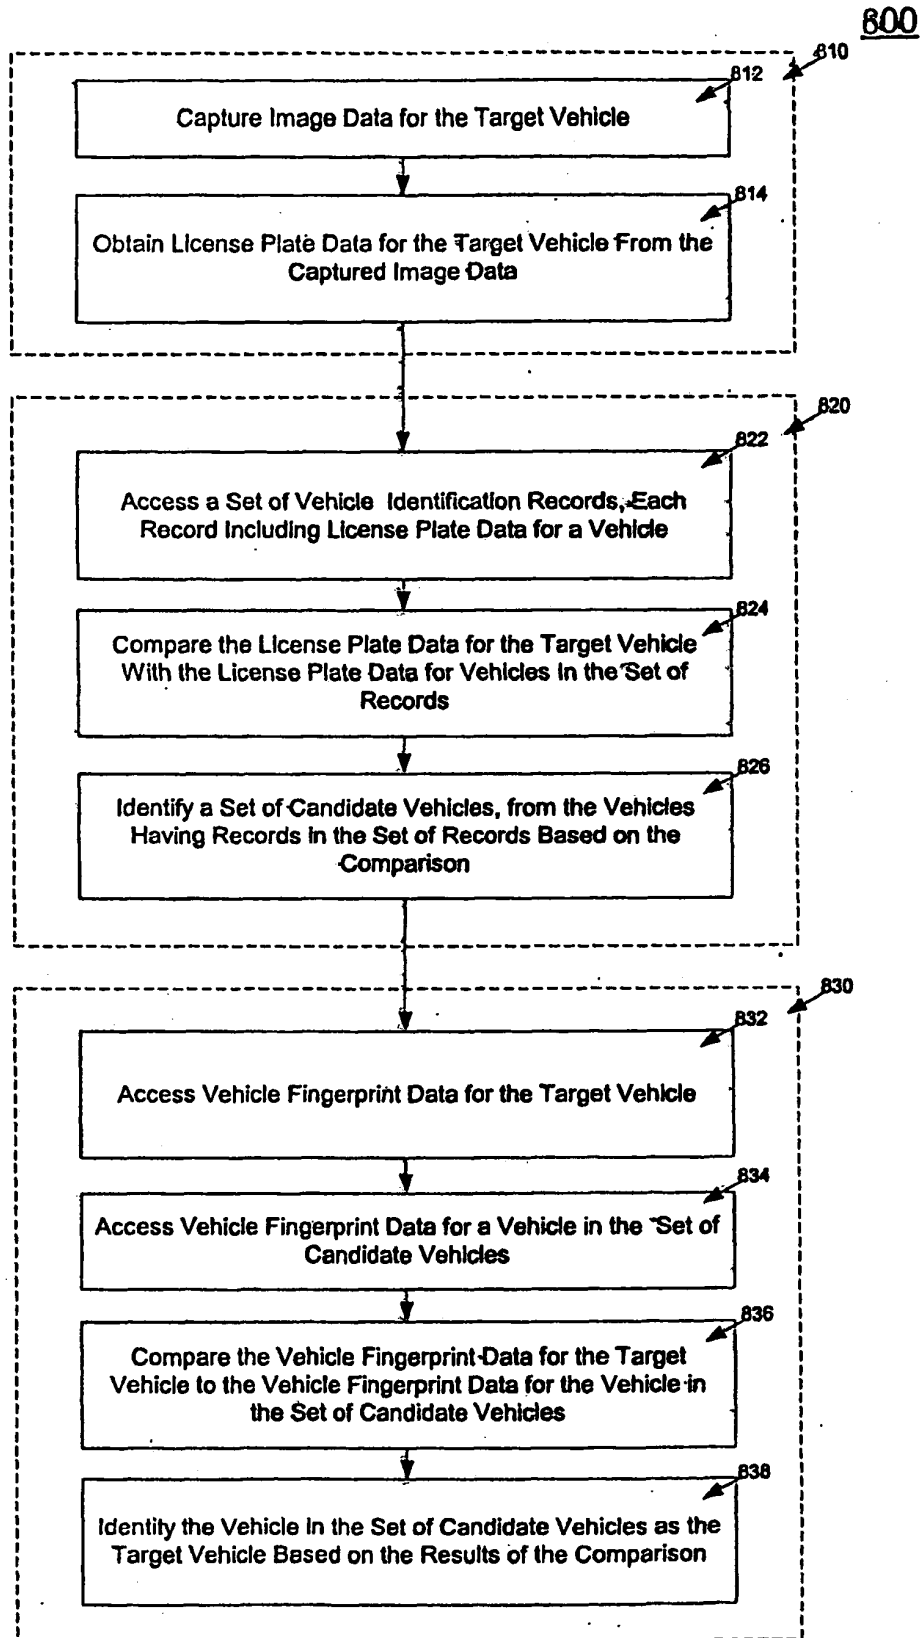 800
810
812
Capture Image Data for the Target Vehicle
814
Obtain License Plate Data for the Target Vehicle From the
Captured Image Data
820
822
Access a Set of Vehicle Identification Records, Each
Record Including License Plate Data for a Vehicle
824
Compare the License Plate Data for the Target Vehicle
With the License Plate Data for Vehicles in the Set of
Records
826
Identify a Set of Candidate Vehicles, from the Vehicles
Having Records in the Set of Records Based on the
Comparison
830
832
Access Vehicle Fingerprint Data for the Target Vehicle
834
Access Vehicle Fingerprint Data for a Vehicle in the Set of
Candidate Vehicles
836
Compare the Vehicle Fingerprint Data for the Target
Vehicle to the Vehicle Fingerprint Data for the Vehicle in
the Set of Candidate Vehicles
838
Identify the Vehicle in the Set of Candidate Vehicles as the
Target Vehicle Based on the Results of the Comparison